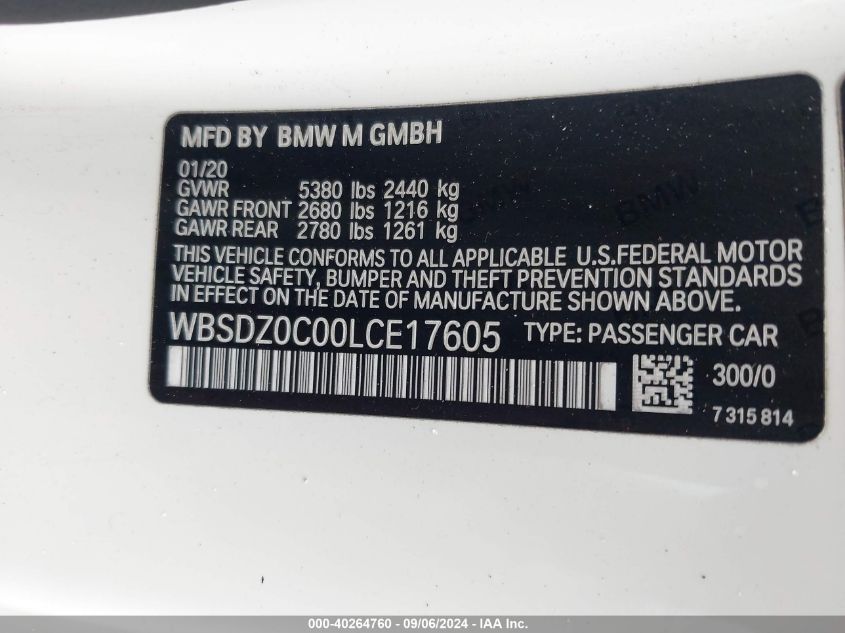 MFD BY BMW M GMBH
01/20
GVWR 5380 lbs 2440 kg
GAWR FRONT 2680 lbs 1216 kg
GAWR REAR 2780 lbs 1261 kg
THIS VEHICLE CONFORMS TO ALL APPLICABLE U.S.FEDERAL MOTOR
VEHICLE SAFETY, BUMPER AND THEFT PREVENTION STANDARDS
IN EFFECT ON THE DATE OF MANUFACTURE SHOWN ABOVE.
WBSDZ0C00LCE17605 TYPE: PASSENGER CAR
300/0
7 315 814
BMW
BMW
000-40264760 - 09/06/2024 - IAA Inc.